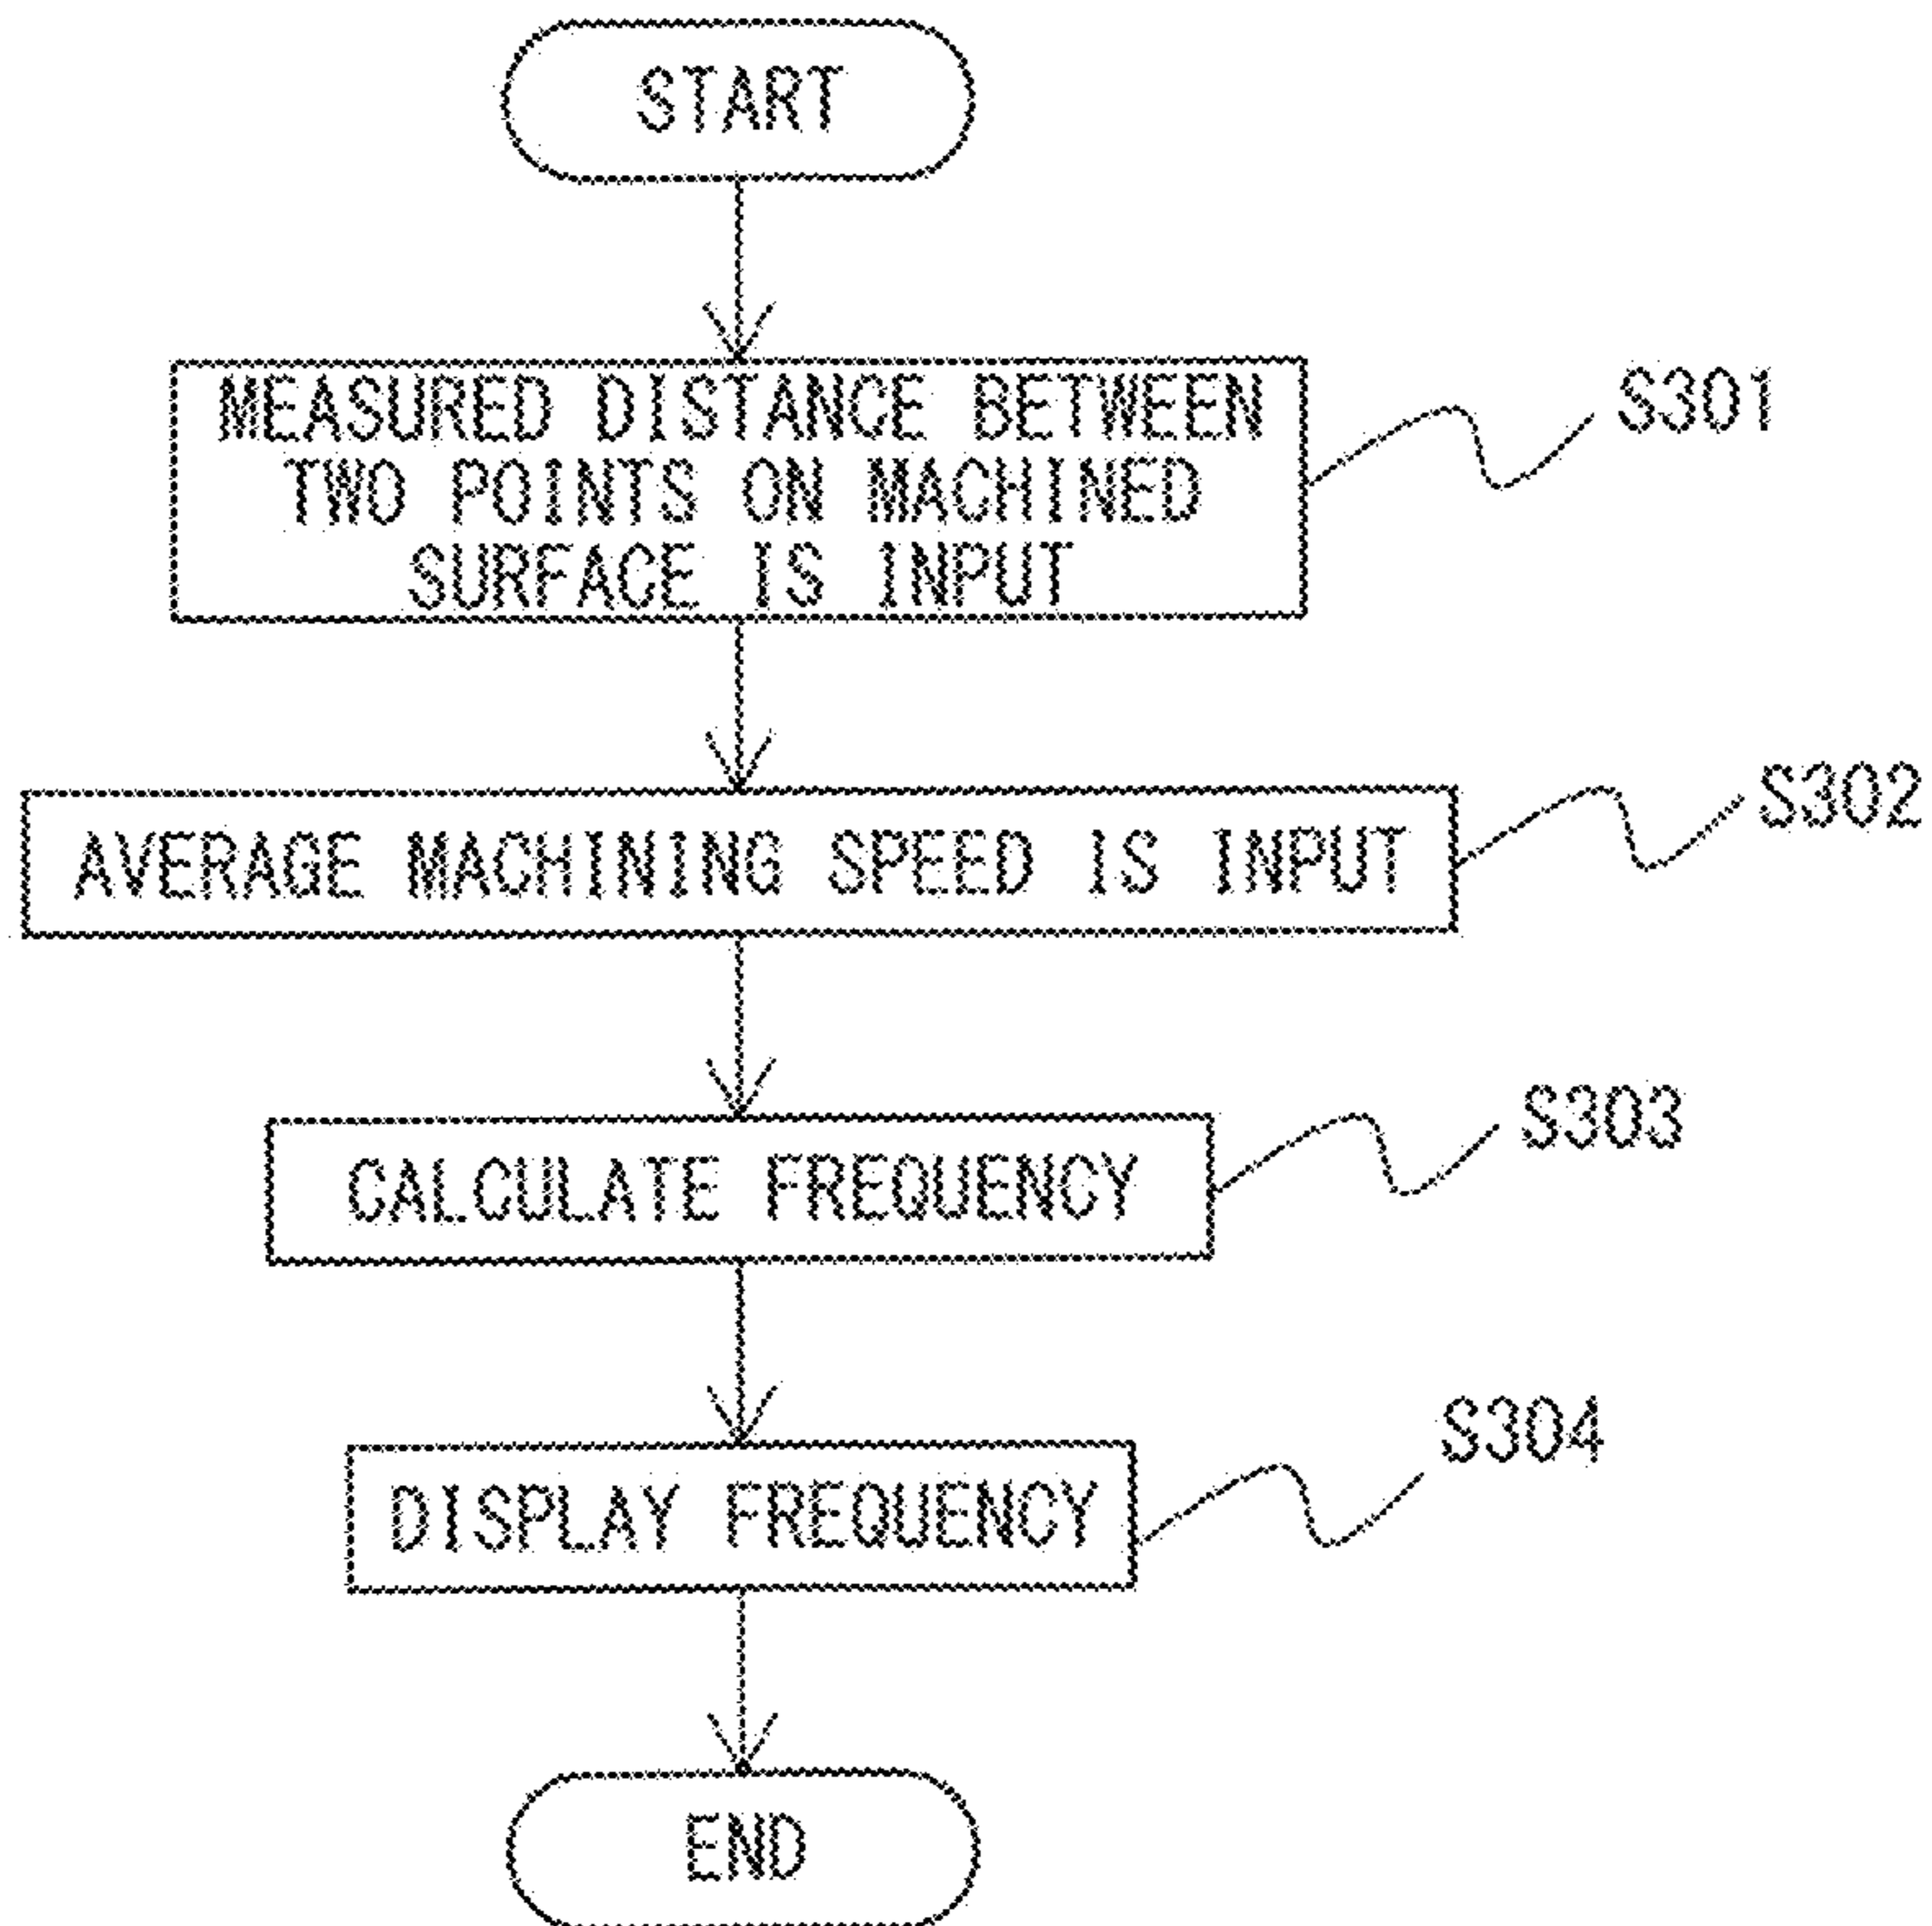 START
MEASURED DISTANCE BETWEEN
TWO POINTS ON MACHINED
SURFACE IS INPUT
S301
AVERAGE MACHINING SPEED IS INPUT
S302
CALCULATE FREQUENCY
S303
DISPLAY FREQUENCY
S304
END